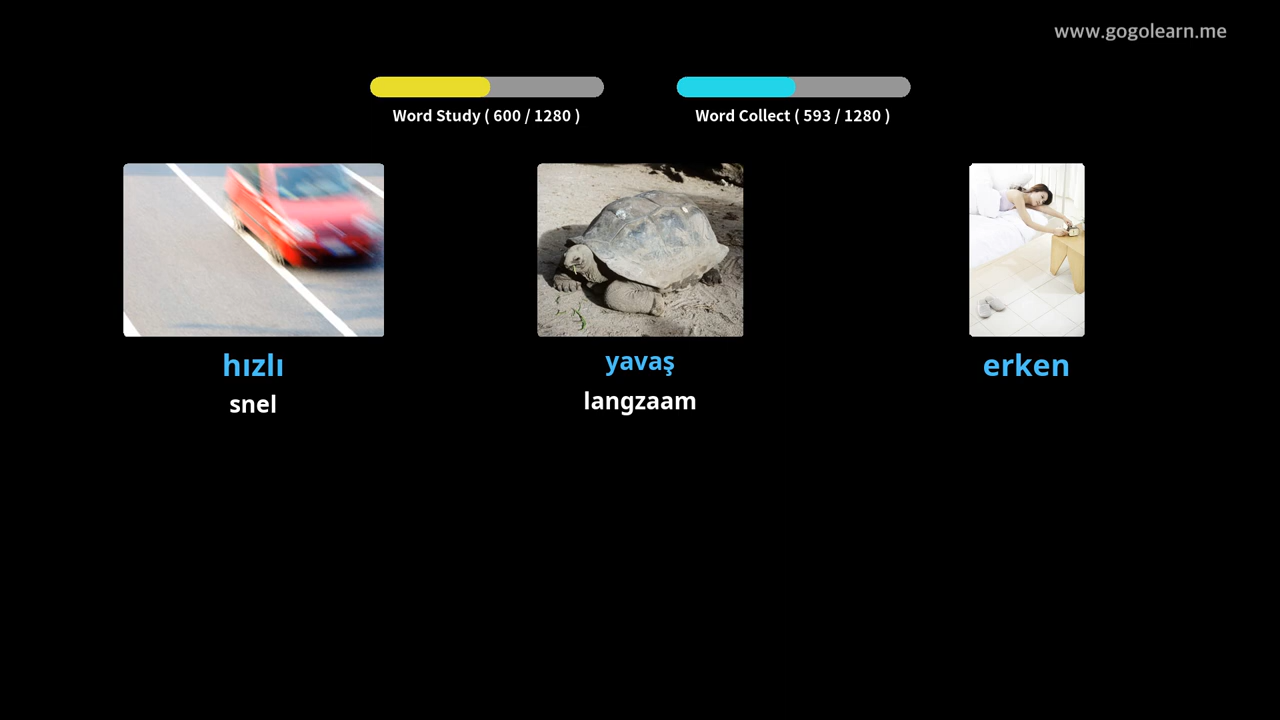 www.gogolearn.me
Word Study ( 600 / 1280 )
Word Collect ( 593 / 1280 )
hızlı
snel
yavaş
langzaam
erken